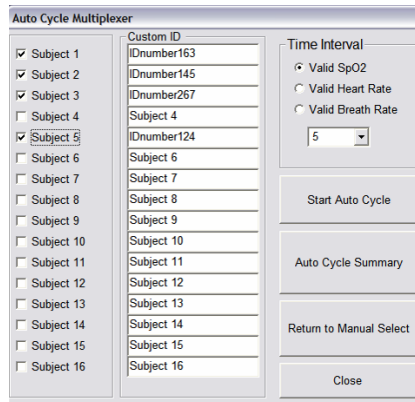 Auto Cycle Multiplexer
Subject 1
Subject 2
Subject 3
Subject 4
Subject 5
Subject 6
Subject 7
Subject 8
Subject 9
Subject 10
Subject 11
Subject 12
Subject 13
Subject 14
Subject 15
Subject 16
Custom ID
IDnumber163
IDnumber145
IDnumber267
Subject 4
IDnumber124
Subject 6
Subject 7
Subject 8
Subject 9
Subject 10
Subject 11
Subject 12
Subject 13
Subject 14
Subject 15
Subject 16
Time Interval
Valid SpO2
Valid Heart Rate
Valid Breath Rate
5
Start Auto Cycle
Auto Cycle Summary
Return to Manual Select
Close